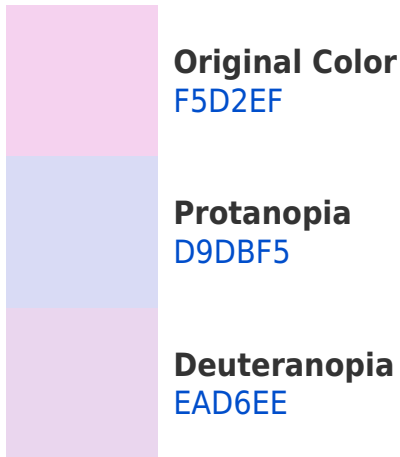 Original Color
F5D2EF
Protanopia
D9DBF5
Deuteranopia
EAD6EE